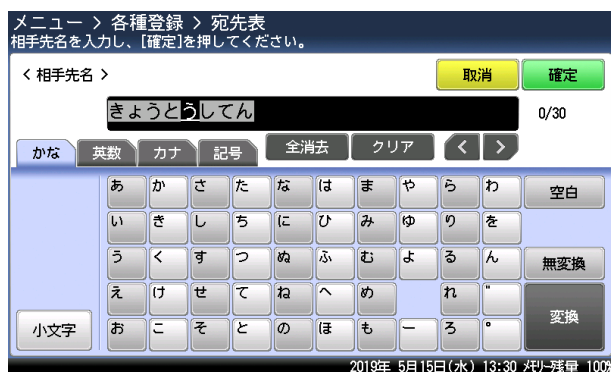 メニュー > 各種登録 > 宛先表
相手先名を入力し、[確定]を押してください。
< 相手先名 >
取消
確定
きょうとうしてん
0/30
かな
英数
カナ
記号
全消去
クリア
<
>
あ か さ た な は ま や ら わ
空白
い き し ち に ひ み ゆ り を
う く す つ ぬ ふ む よ る ん
無変換
え け せ て ね へ め れ ゛
変換
小文字
お こ そ と の ほ も ー ろ ゜
2019年 5月15日(水) 13:30 メモリー残量 100%